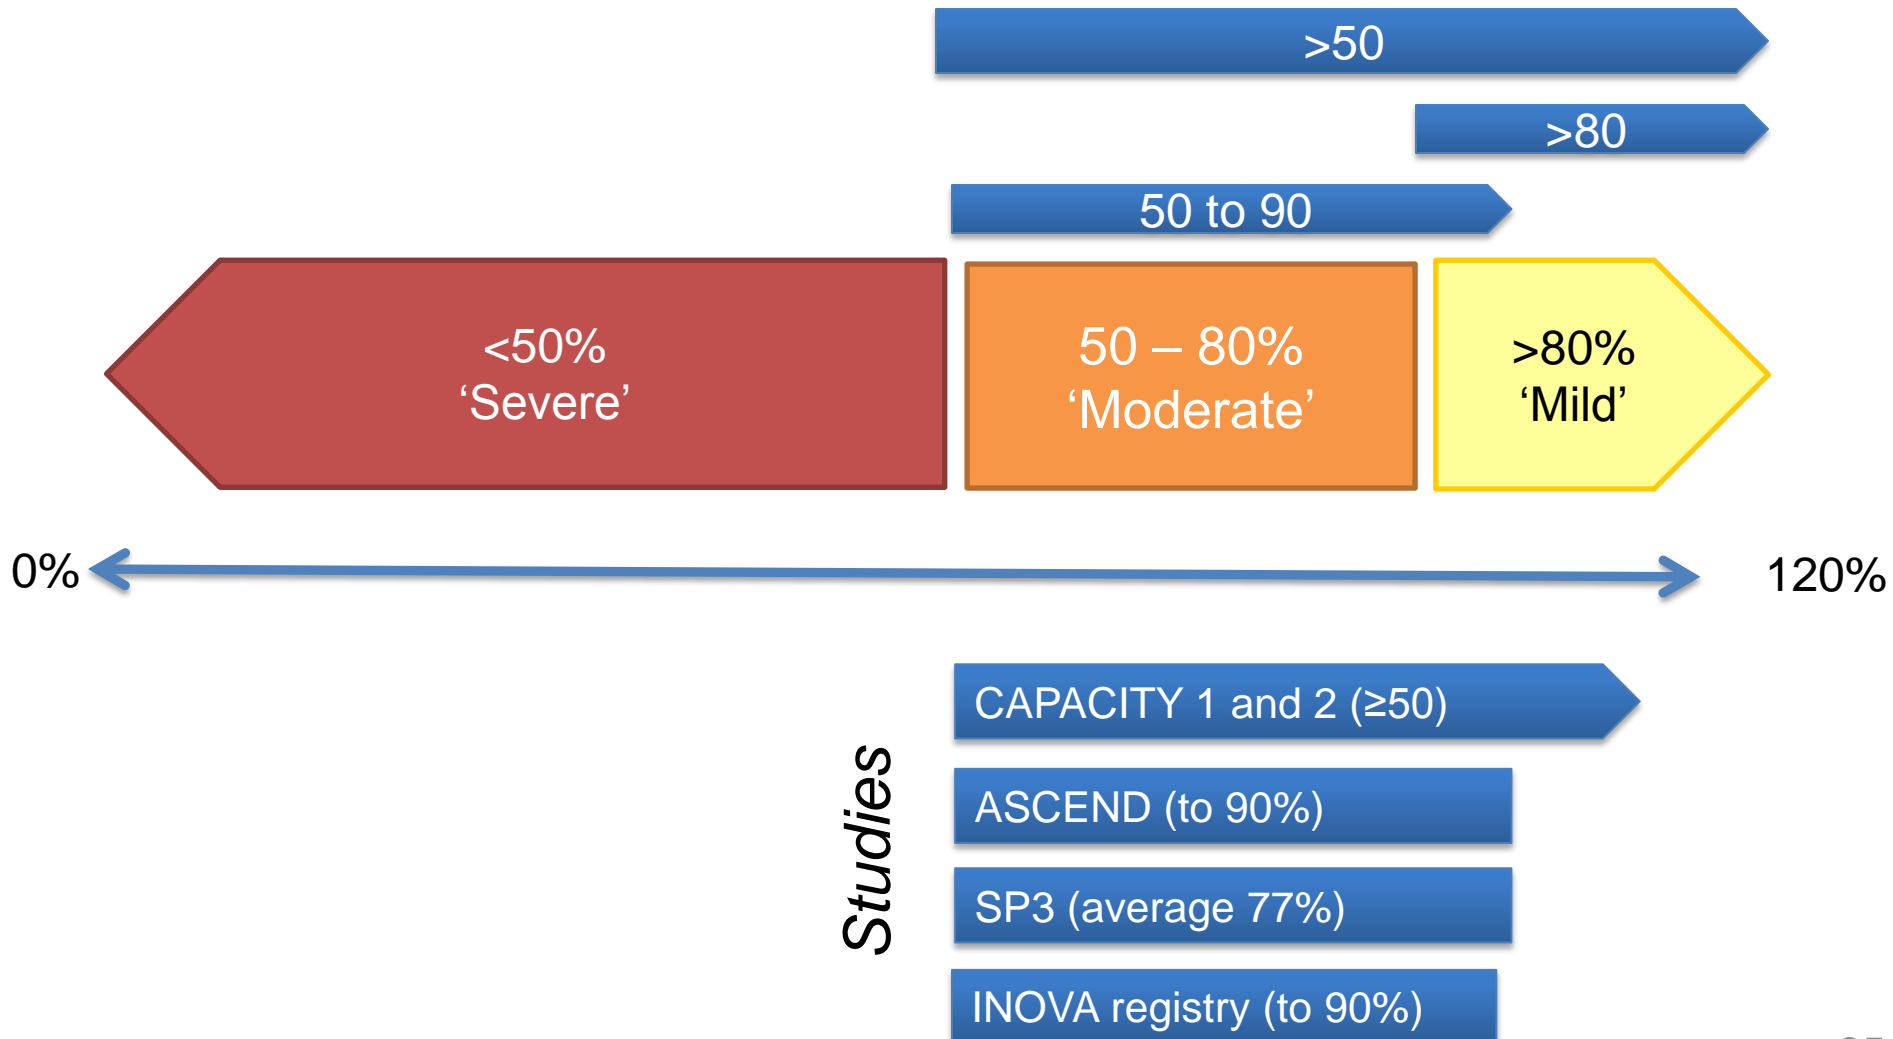 >50
>80
50 to 90
<50%
‘Severe’
50 – 80%
‘Moderate’
>80%
‘Mild’
0%
120%
Studies
CAPACITY 1 and 2 (≥50)
ASCEND (to 90%)
SP3 (average 77%)
INOVA registry (to 90%)